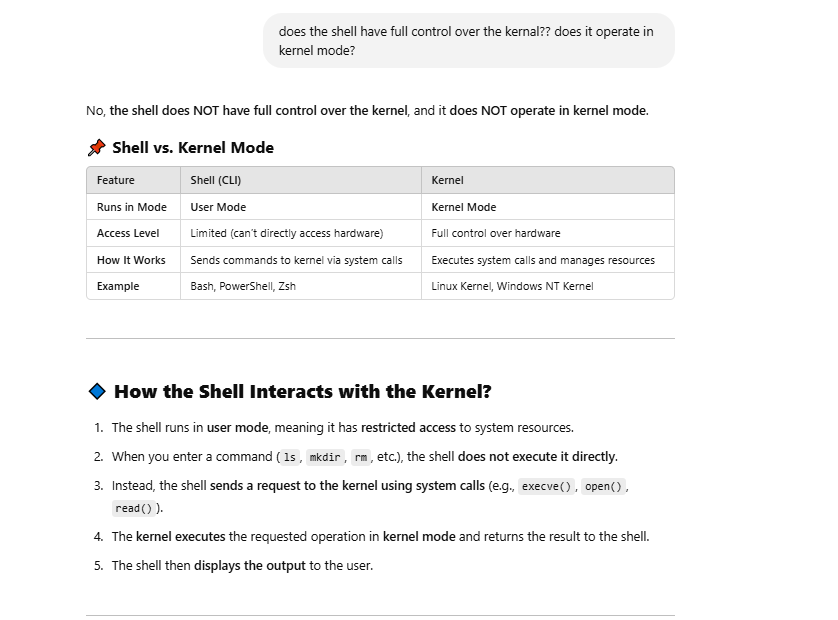 does the shell have full control over the kernal?? does it operate in
kernel mode?
No, the shell does NOT have full control over the kernel, and it does NOT operate in kernel mode.
📌 Shell vs. Kernel Mode
Feature Shell (CLI) Kernel
Runs in Mode User Mode Kernel Mode
Access Level Limited (can't directly access hardware) Full control over hardware
How It Works Sends commands to kernel via system calls Executes system calls and manages resources
Example Bash, PowerShell, Zsh Linux Kernel, Windows NT Kernel
🔷 How the Shell Interacts with the Kernel?
1. The shell runs in user mode, meaning it has restricted access to system resources.
2. When you enter a command ( ls , mkdir , rm , etc.), the shell does not execute it directly.
3. Instead, the shell sends a request to the kernel using system calls (e.g., execve() , open() ,
read() ).
4. The kernel executes the requested operation in kernel mode and returns the result to the shell.
5. The shell then displays the output to the user.